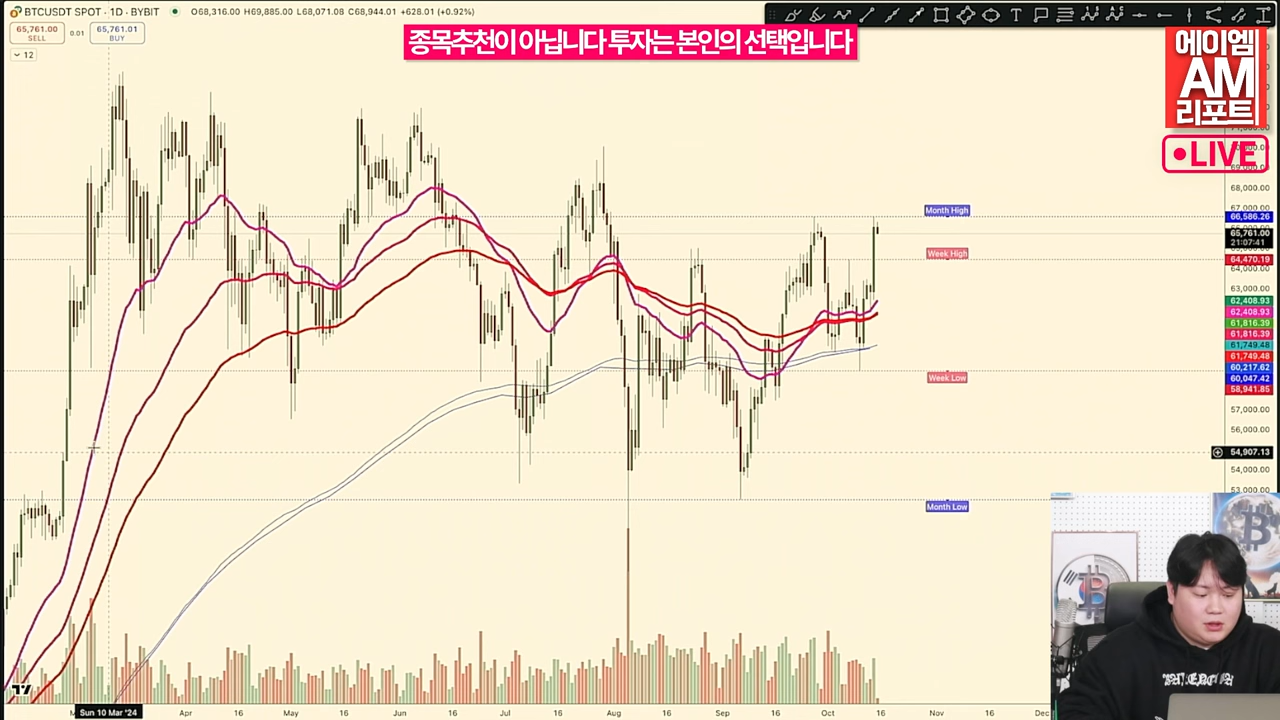 BTCUSDT SPOT · 1D · BYBIT
O68,316.00 H69,885.00 L68,071.08 C68,944.01 +628.01 (+0.92%)
65,761.00
SELL
0.01
65,761.01
BUY
12
종목추천이 아닙니다 투자는 본인의 선택입니다
에이엠
AM
리포트
LIVE
68,000.00
67,000.00
Month High
66,586.26
65,761.00
21:07:41
Week High
64,470.19
64,000.00
63,000.00
62,408.93
62,408.93
61,816.39
61,816.39
61,749.48
61,749.48
60,217.62
60,047.42
58,941.85
Week Low
57,000.00
56,000.00
54,907.13
54,000.00
53,000.00
Month Low
Sun 10 Mar '24
Apr
16
May
16
Jun
16
Jul
16
Aug
16
Sep
16
Oct
16
Nov
16
Dec